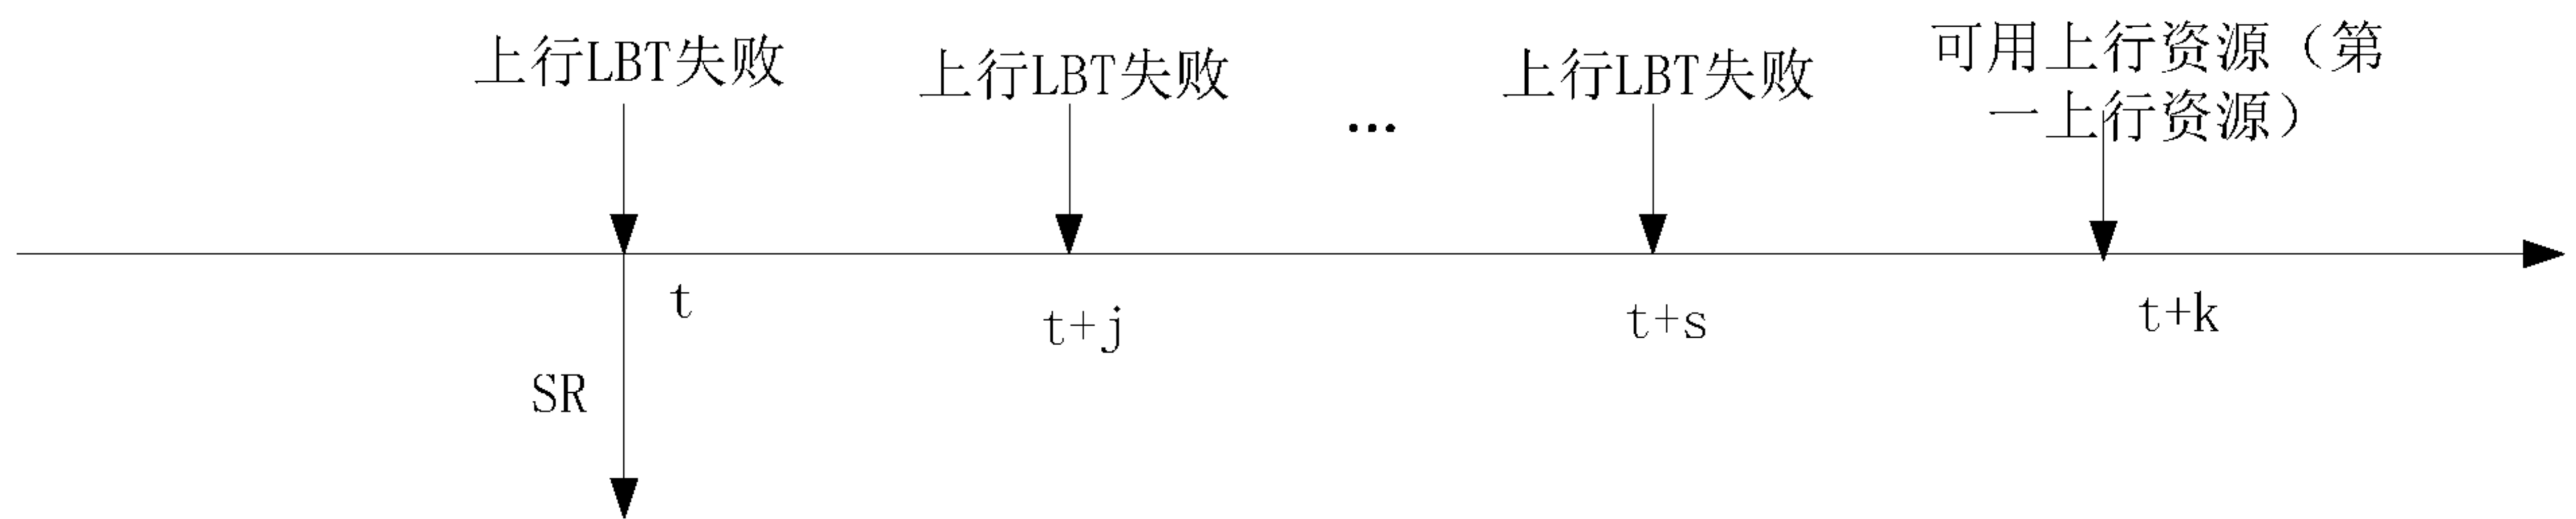 上行LBT失败
上行LBT失败
...
上行LBT失败
可用上行资源（第
一上行资源）
t
t+j
t+s
t+k
SR